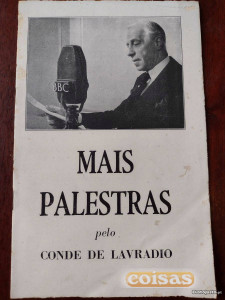 BBC
MAIS
PALESTRAS
pelo
CONDE DE LAVRADIO
coisas